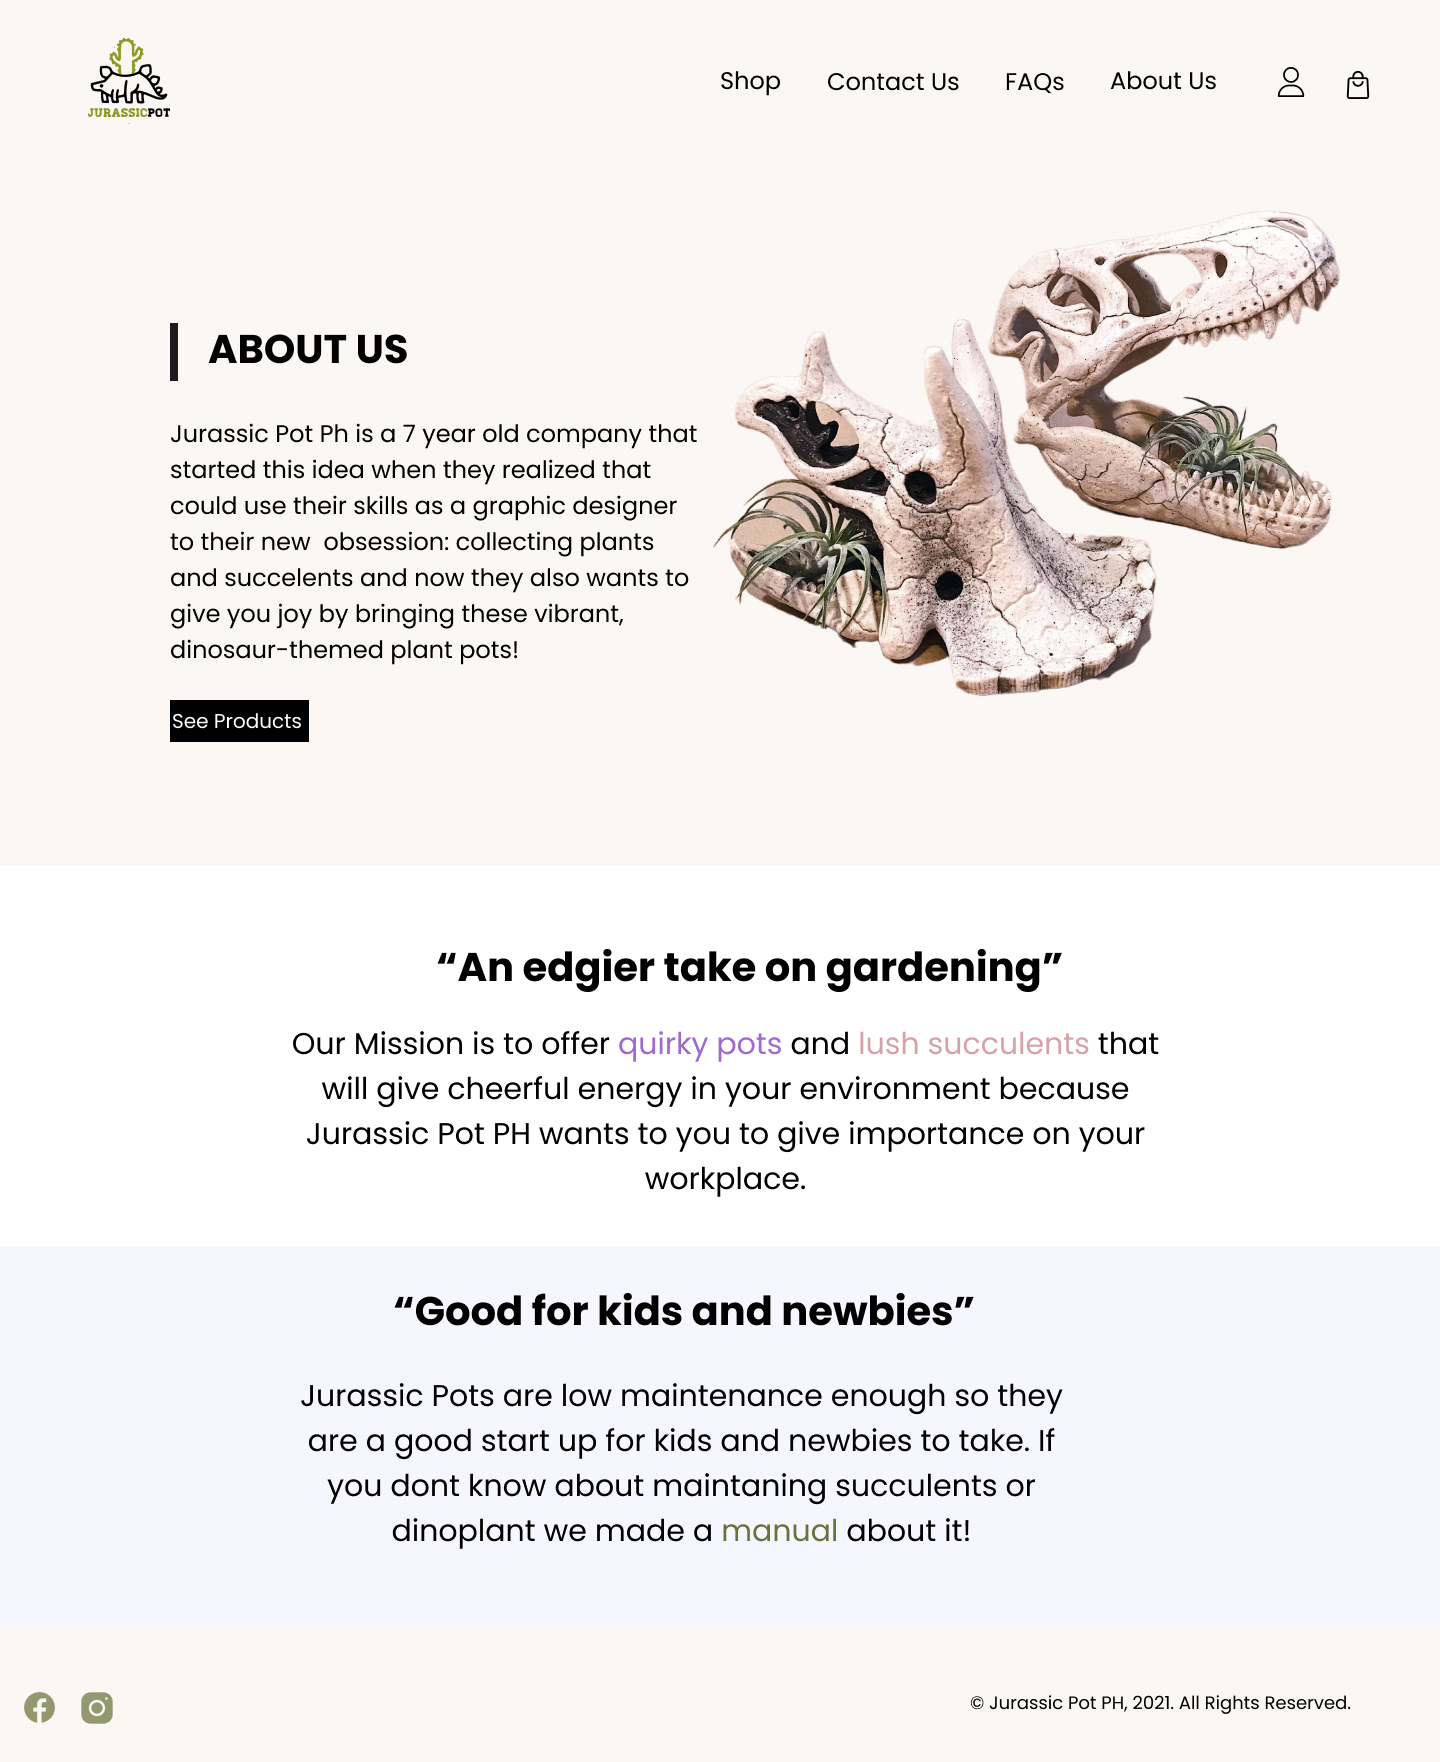 JURASSICPOT
Shop Contact Us FAQs About Us
ABOUT US
Jurassic Pot Ph is a 7 year old company that
started this idea when they realized that
could use their skills as a graphic designer
to their new  obsession: collecting plants
and succelents and now they also wants to
give you joy by bringing these vibrant,
dinosaur-themed plant pots!
See Products
“An edgier take on gardening”
Our Mission is to offer quirky pots and lush succulents that
will give cheerful energy in your environment because
Jurassic Pot PH wants to you to give importance on your
workplace.
“Good for kids and newbies”
Jurassic Pots are low maintenance enough so they
are a good start up for kids and newbies to take. If
you dont know about maintaning succulents or
dinoplant we made a manual about it!
© Jurassic Pot PH, 2021. All Rights Reserved.